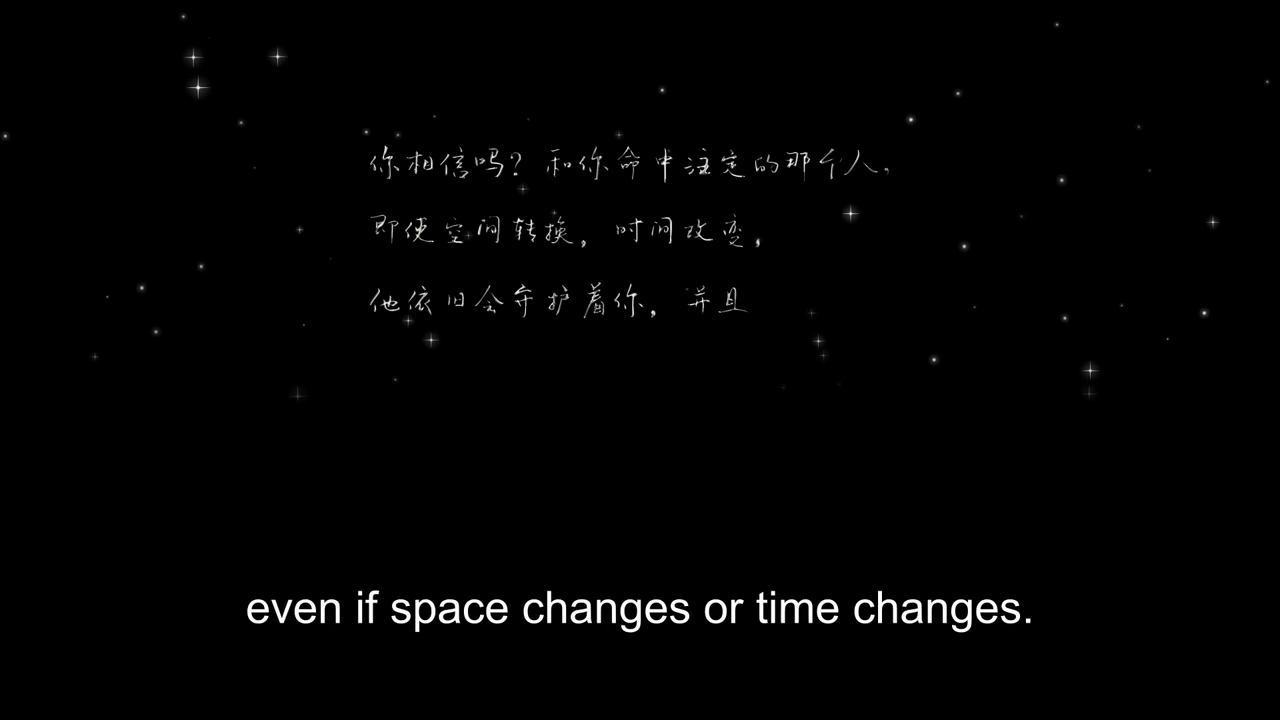 你相信吗？和你命中注定的那个人，
即使空间转换，时间改变，
他依旧会守护着你，并且
even if space changes or time changes.